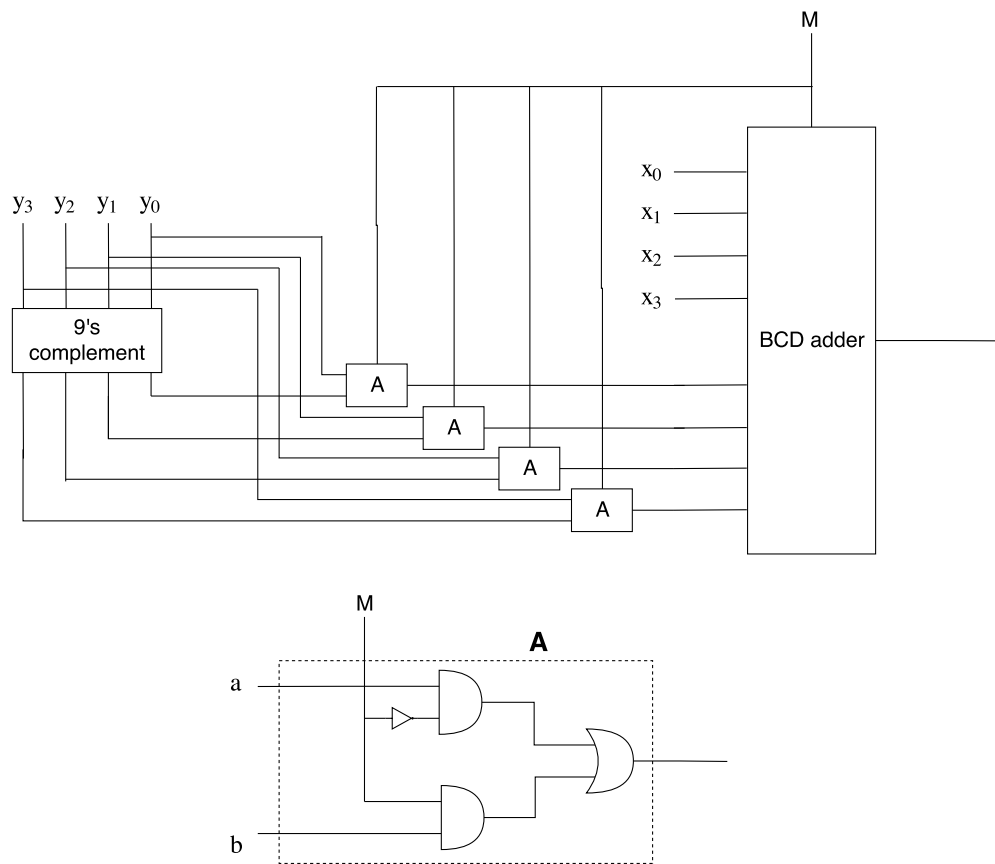 M
x0
x1
x2
x3
y3 y2 y1 y0
9's
complement
BCD adder
A
A
A
A
M
A
a
b